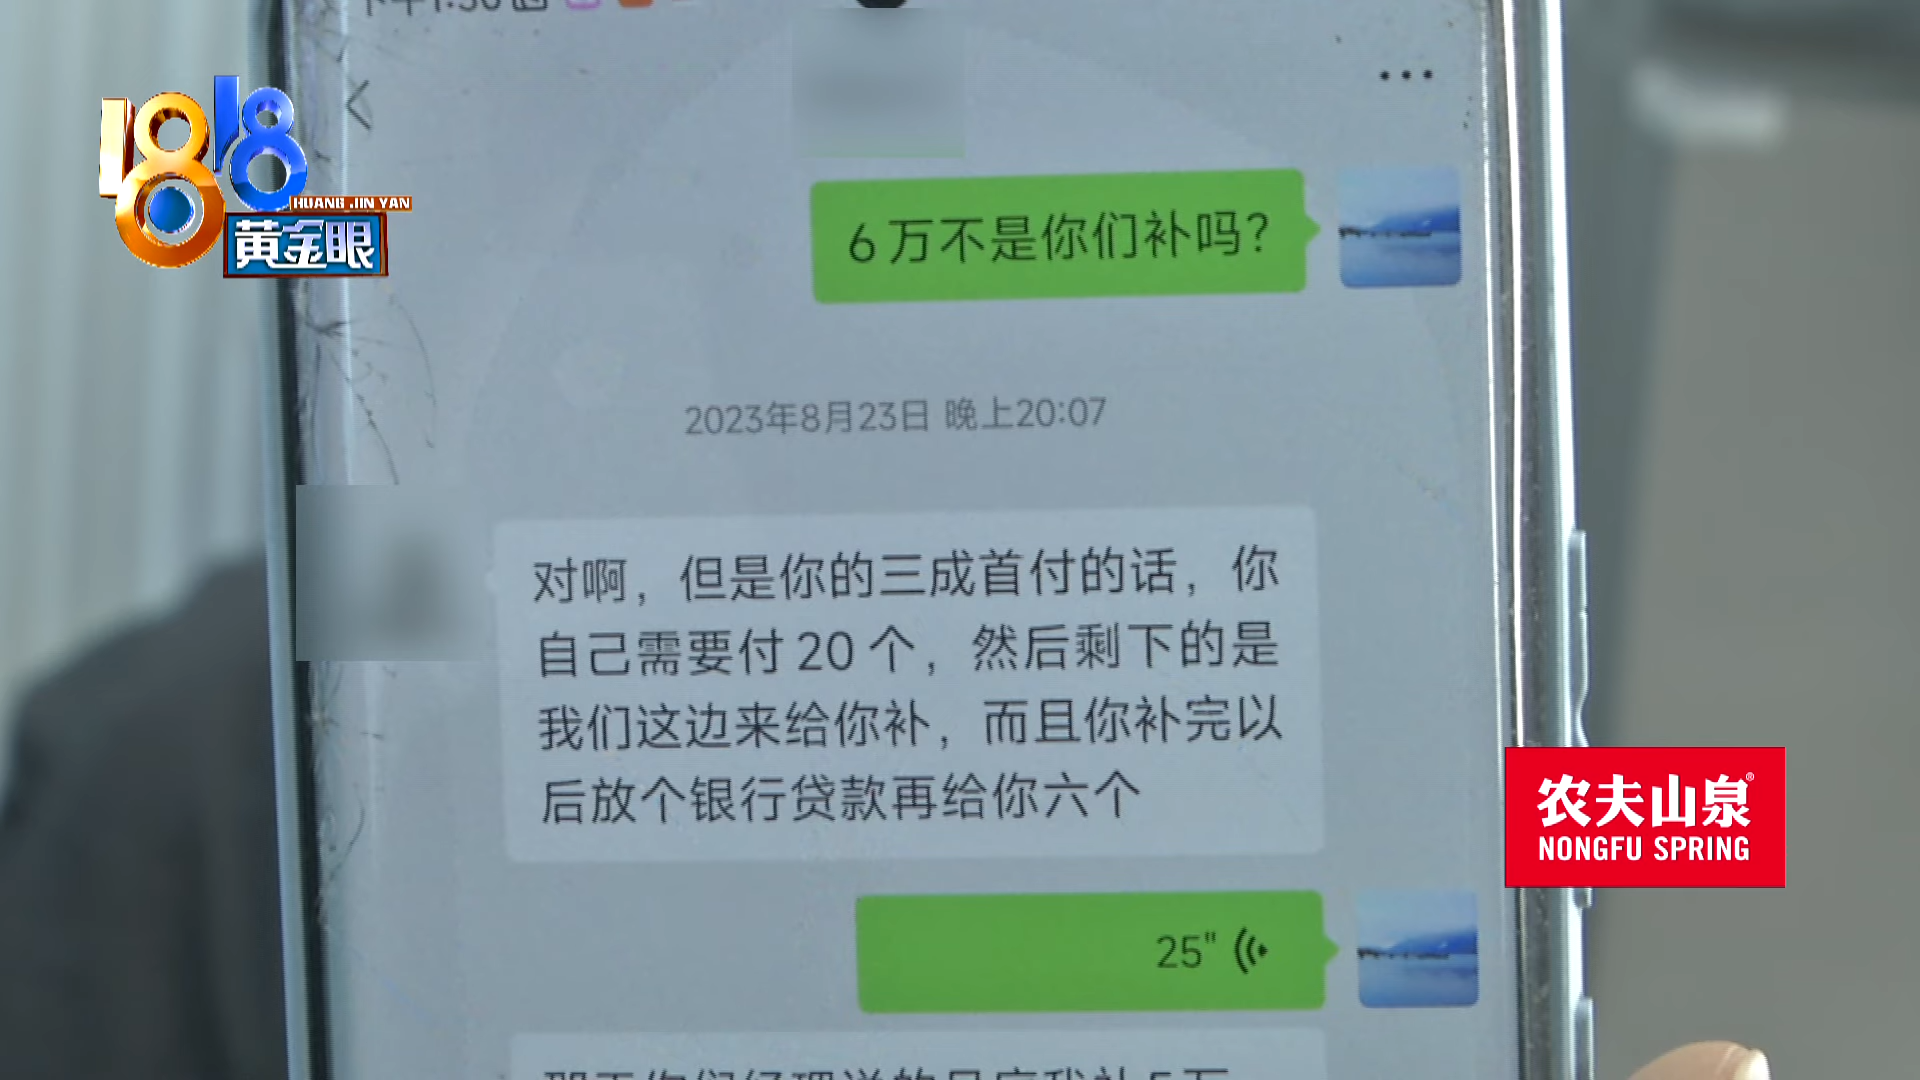 1818
HUANG JIN YAN
黄金眼
6万不是你们补吗?
2023年8月23日 晚上20:07
对啊，但是你的三成首付的话，你
自己需要付20个，然后剩下的是
我们这边来给你补，而且你补完以
后放个银行贷款再给你六个
25"
农夫山泉®
NONGFU SPRING